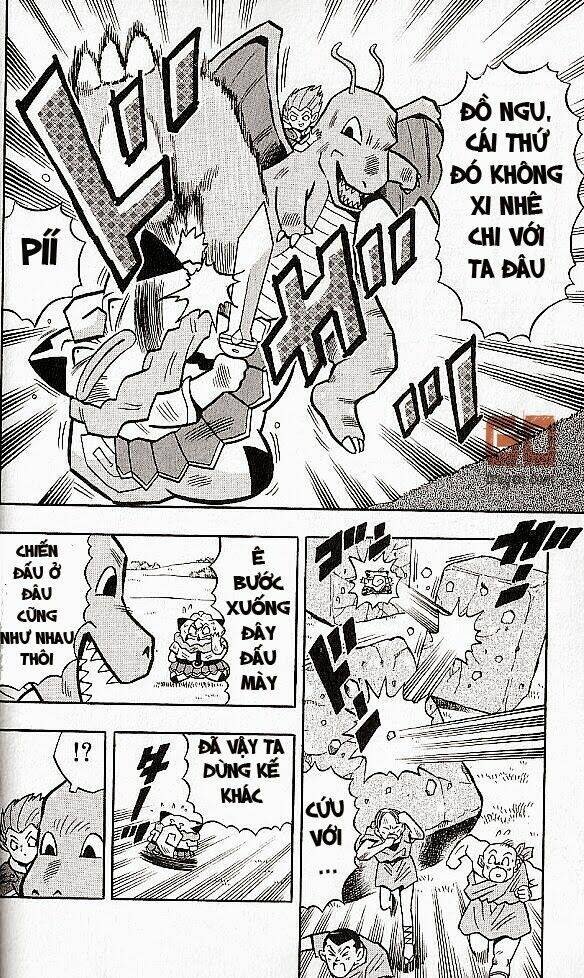 ĐỒ NGU,
CÁI THỨ
ĐÓ KHÔNG
XI NHÊ
CHI VỚI
TA ĐÂU
PÍÍ
CỨU
VỚI
...
Ê
BƯỚC
XUỐNG
ĐÂY
ĐẤU
MÀY
CHIẾN
ĐẤU Ở
ĐÂU
CŨNG
NHƯ NHAU
THÔI
ĐÃ VẬY TA
DÙNG KẾ
KHÁC
!?